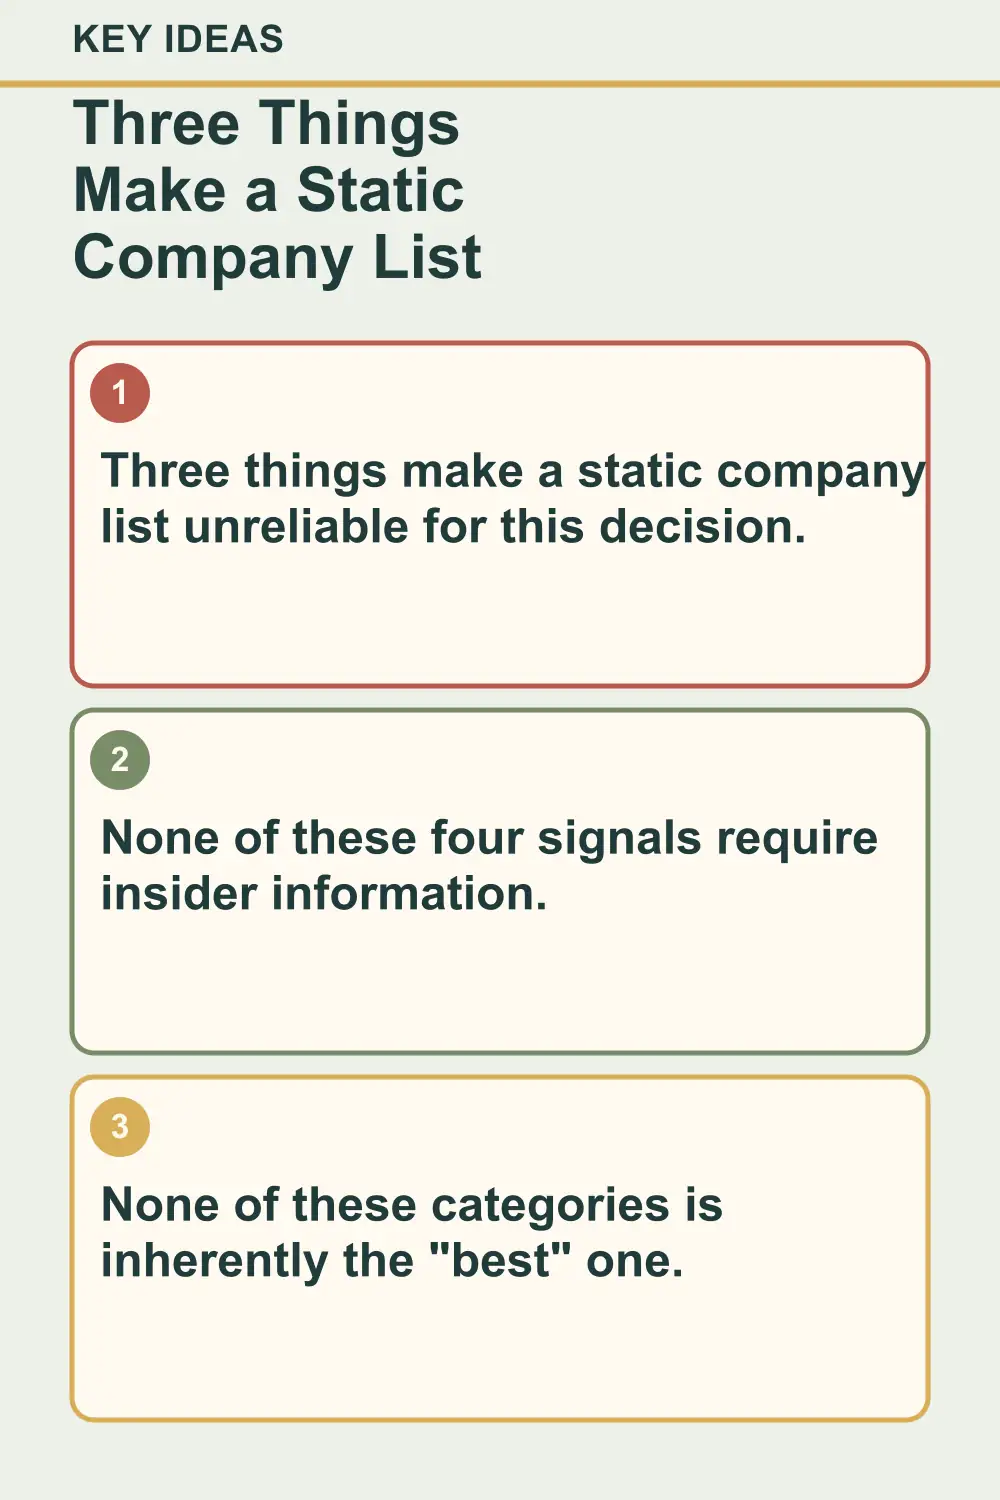 KEY IDEAS
Three Things
Make a Static
Company List
1
Three things make a static company
list unreliable for this decision.
2
None of these four signals require
insider information.
3
None of these categories is
inherently the "best" one.